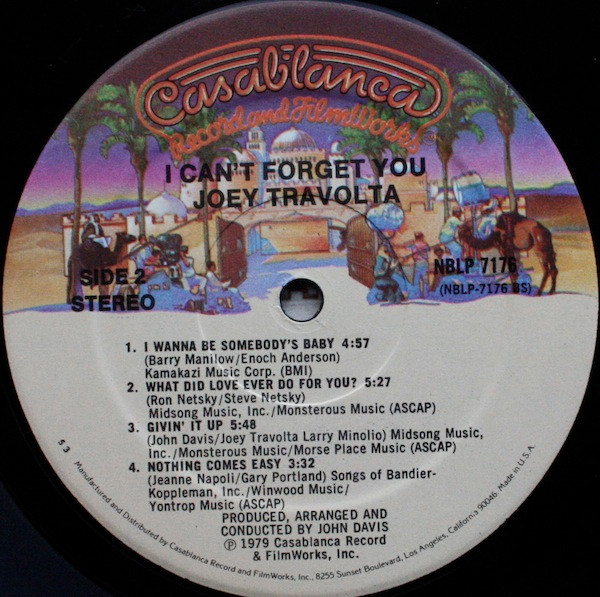 Casablanca
Record and FilmWorks
I CAN'T FORGET YOU
JOEY TRAVOLTA
SIDE 2
STEREO
NBLP 7176
(NBLP-7176 BS)
1. I WANNA BE SOMEBODY'S BABY 4:57
(Barry Manilow/Enoch Anderson)
Kamakazi Music Corp. (BMI)
2. WHAT DID LOVE EVER DO FOR YOU? 5:27
(Ron Netsky/Steve Netsky)
Midsong Music, Inc./Monsterous Music (ASCAP)
3. GIVIN' IT UP 5:48
(John Davis/Joey Travolta Larry Minolio) Midsong Music,
Inc./Monsterous Music/Morse Place Music (ASCAP)
4. NOTHING COMES EASY 3:32
(Jeanne Napoli/Gary Portland) Songs of Bandier-
Koppleman, Inc./Winwood Music/
Yontrop Music (ASCAP)
PRODUCED, ARRANGED AND
CONDUCTED BY JOHN DAVIS
℗ 1979 Casablanca Record
& FilmWorks, Inc.
53
Manufactured and Distributed by Casablanca Record and FilmWorks, Inc., 8255 Sunset Boulevard, Los Angeles, California 90046. Made in U.S.A.